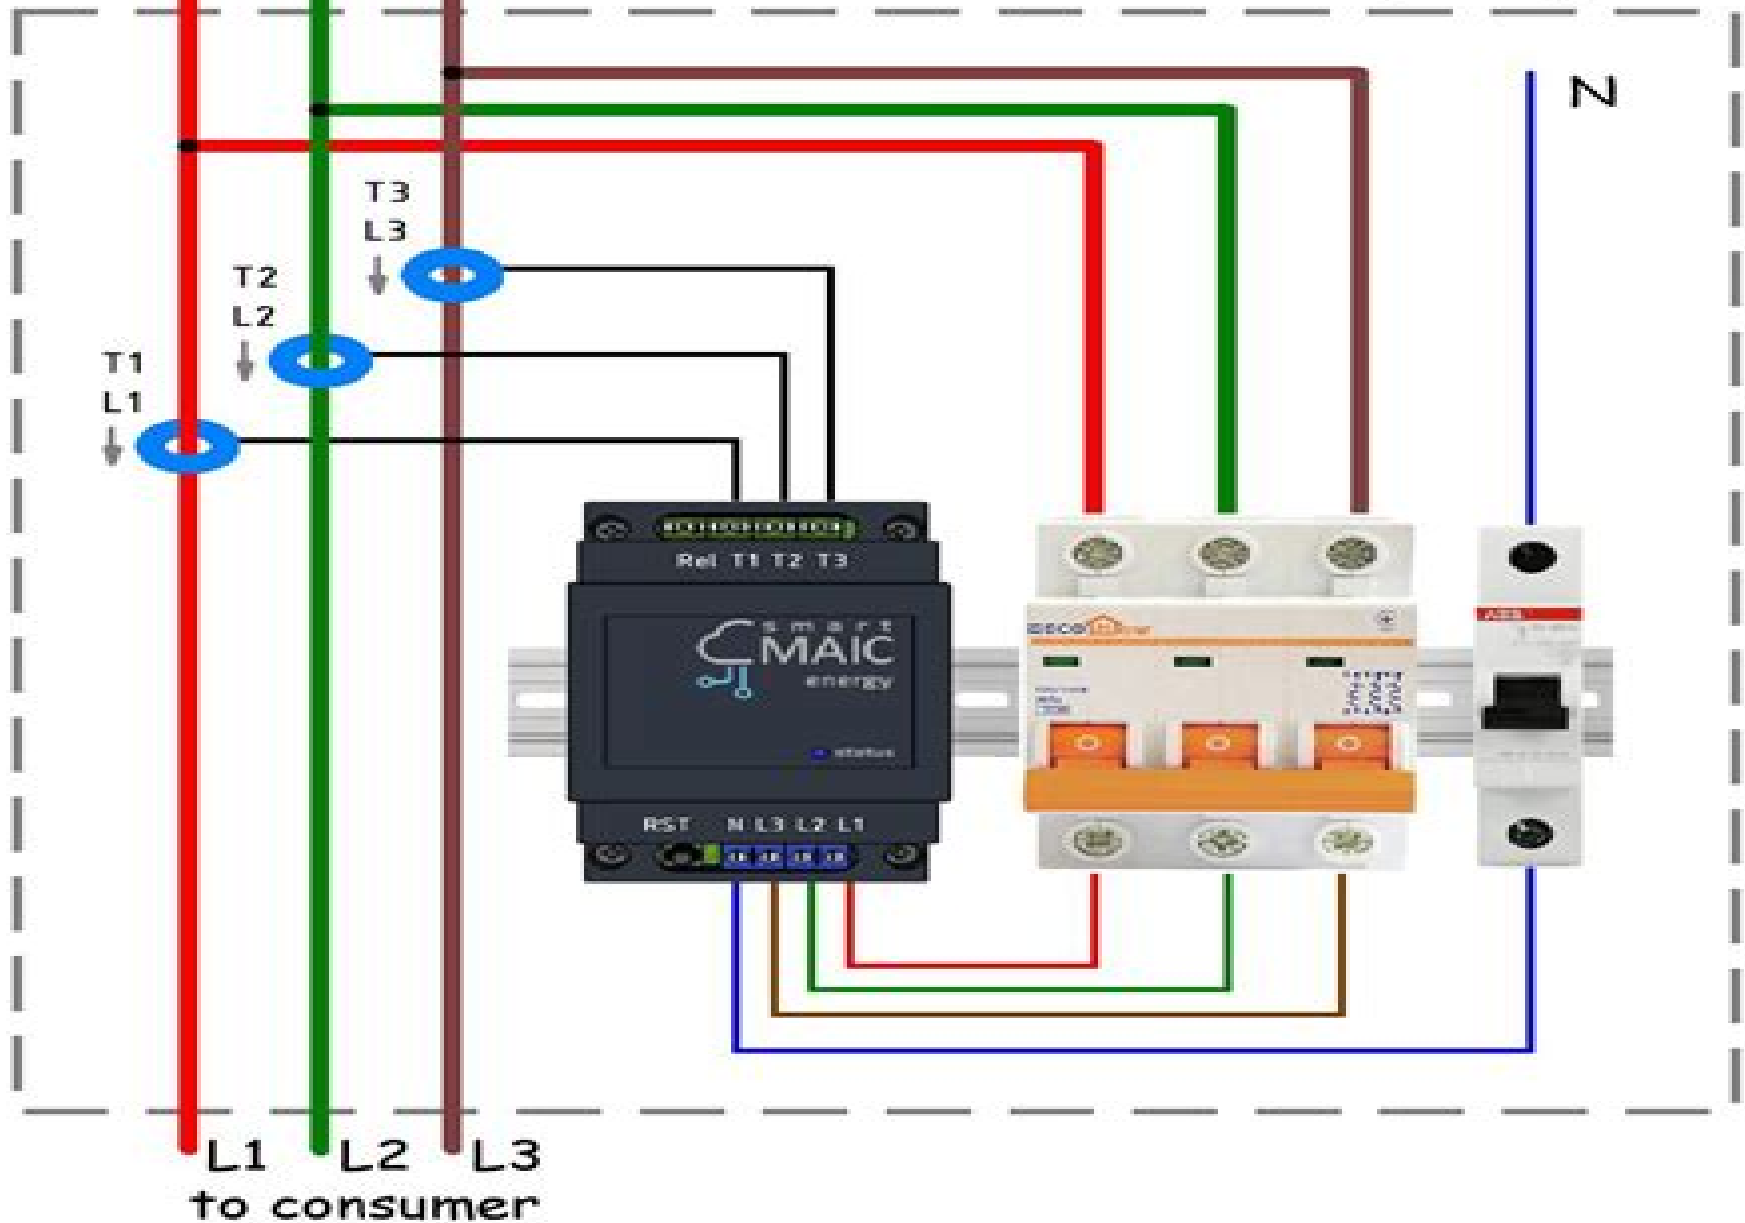 N
T3
L3
T2
L2
T1
L1
Rel T1 T2 T3
smart
MAIC
energy
status
ABB
RST N L3 L2 L1
L1 L2 L3
to consumer